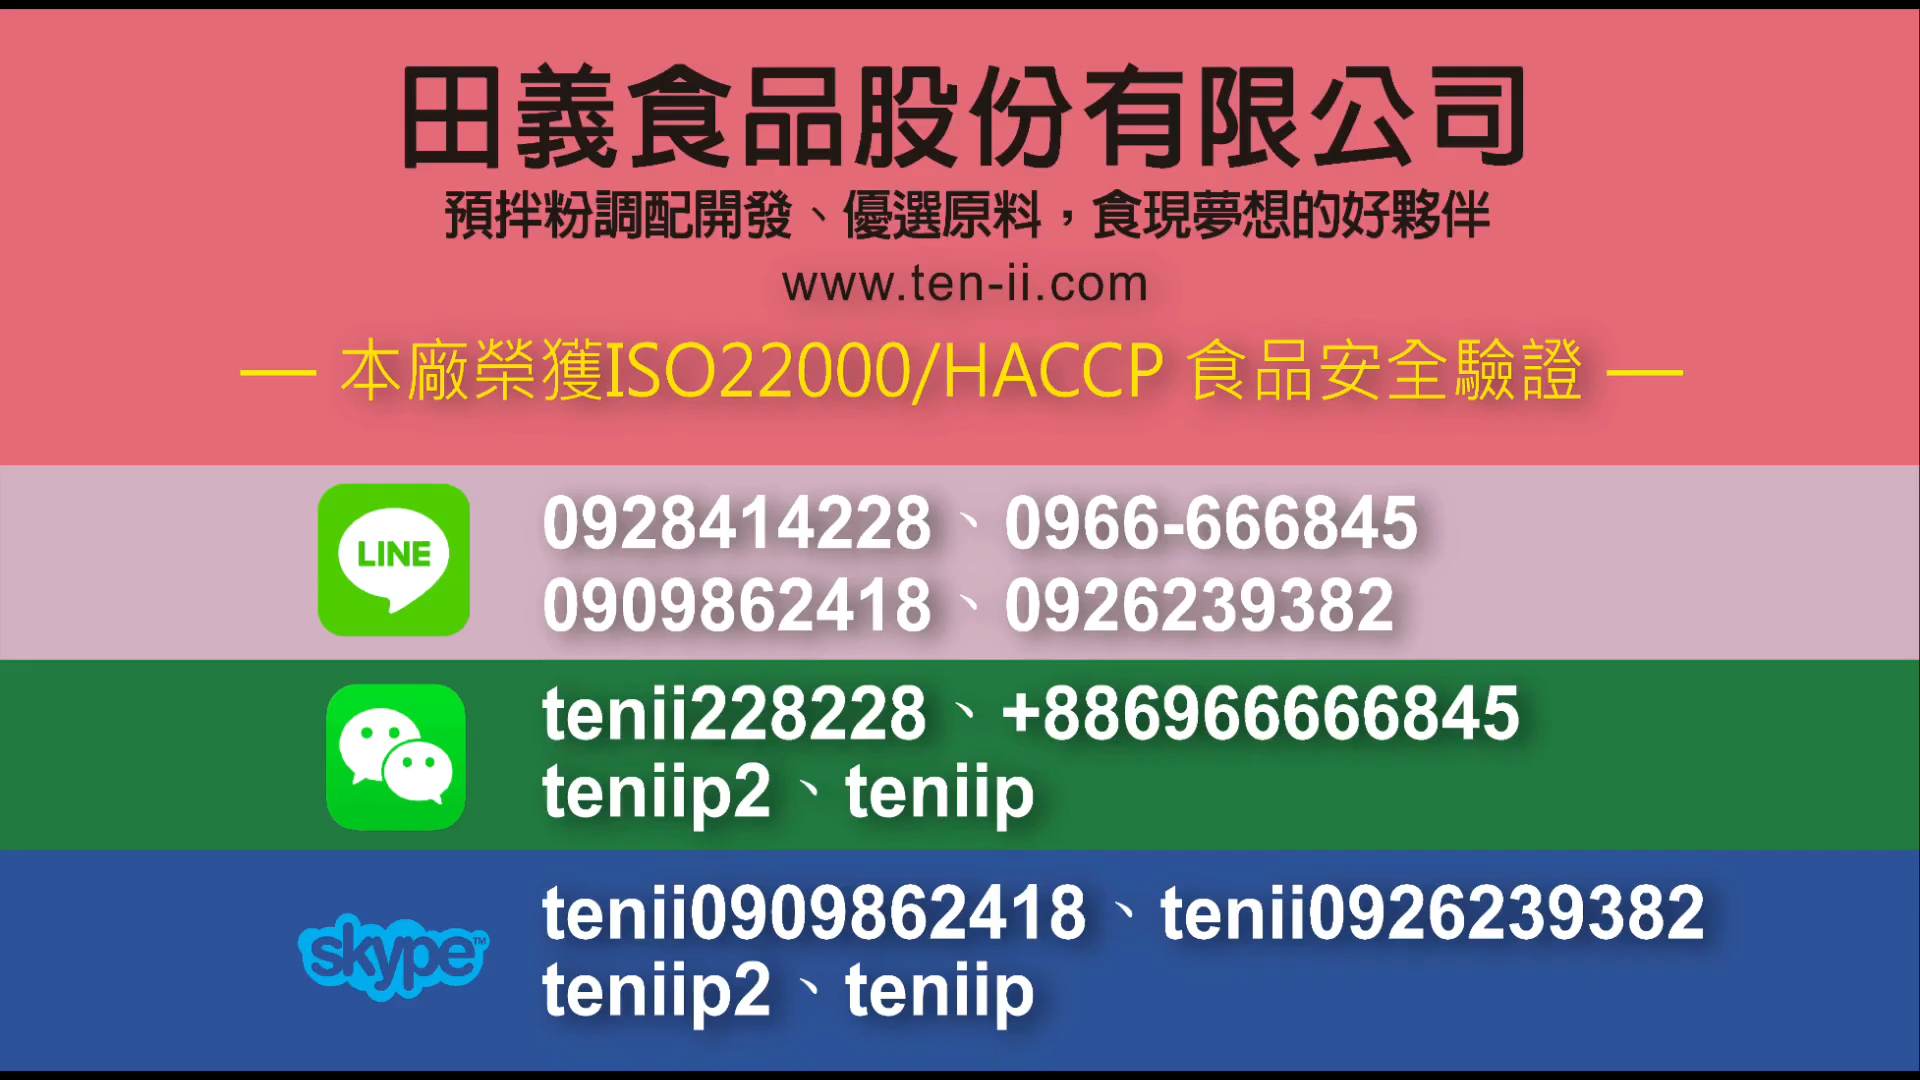 田義食品股份有限公司
預拌粉調配開發、優選原料，食現夢想的好夥伴
www.ten-ii.com
— 本廠榮獲ISO22000/HACCP 食品安全驗證 —
LINE
0928414228、0966-666845
0909862418、0926239382
tenii228228、+886966666845
teniip2、teniip
skype™
tenii0909862418、tenii0926239382
teniip2、teniip